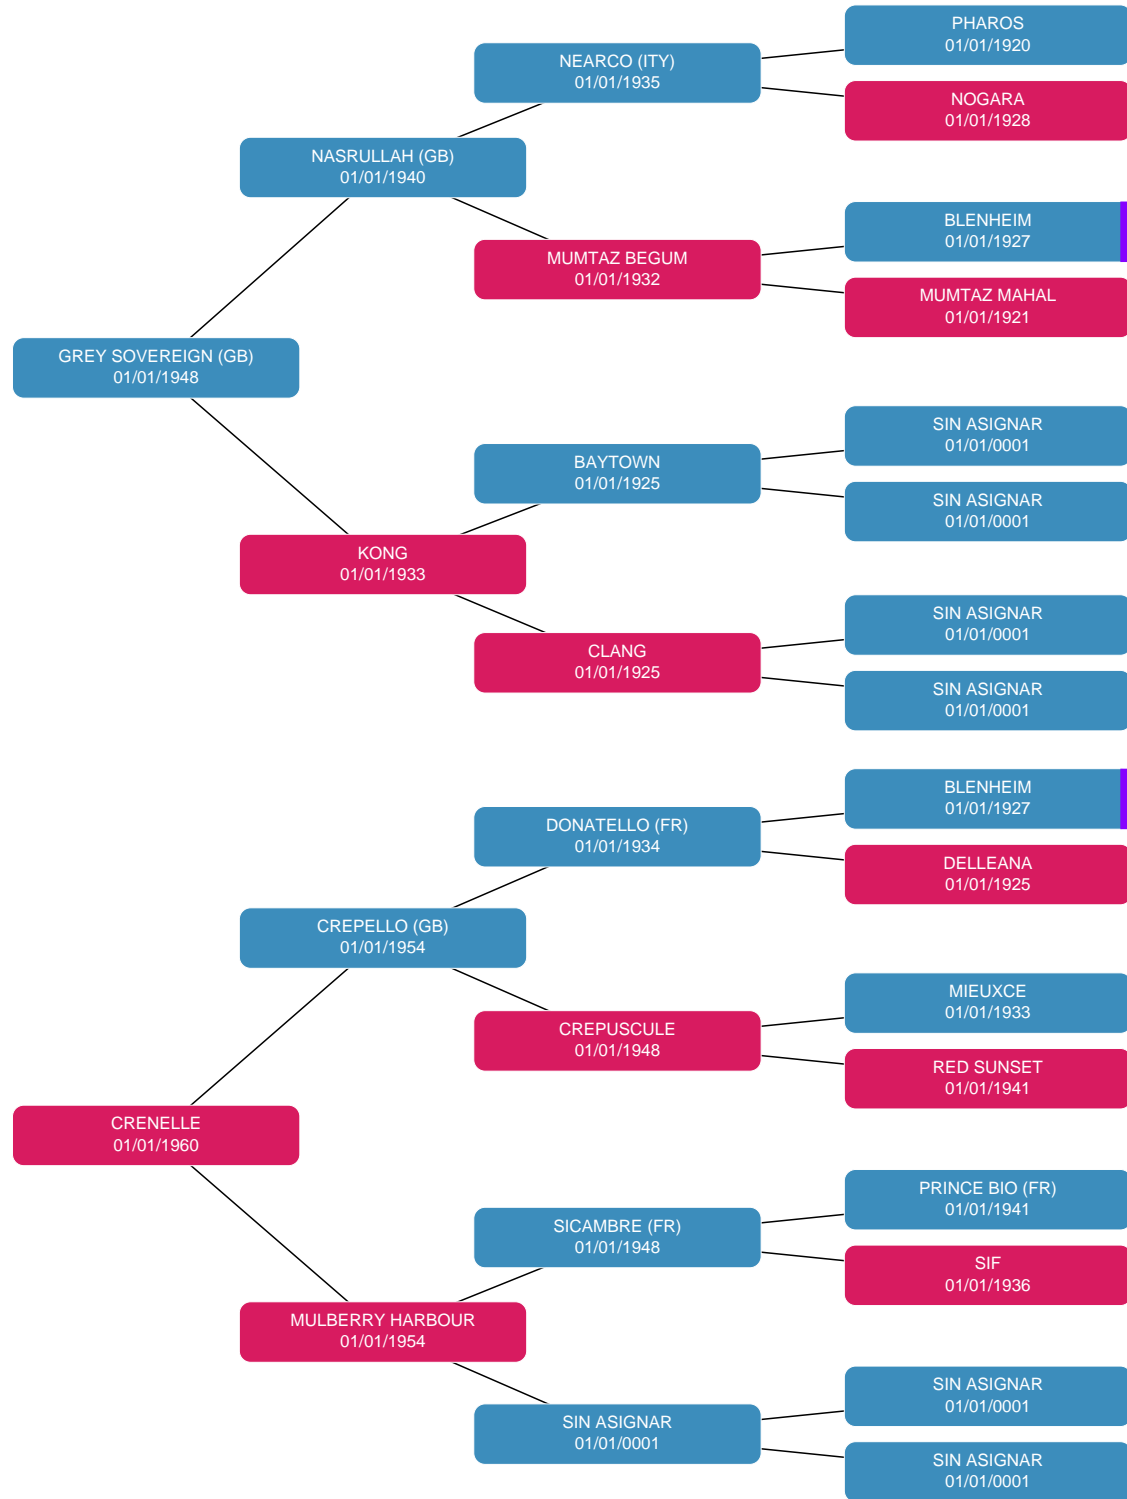 PHAROS
01/01/1920
NEARCO (ITY)
01/01/1935
NOGARA
01/01/1928
NASRULLAH (GB)
01/01/1940
BLENHEIM
01/01/1927
MUMTAZ BEGUM
01/01/1932
MUMTAZ MAHAL
01/01/1921
GREY SOVEREIGN (GB)
01/01/1948
SIN ASIGNAR
01/01/0001
BAYTOWN
01/01/1925
SIN ASIGNAR
01/01/0001
KONG
01/01/1933
SIN ASIGNAR
01/01/0001
CLANG
01/01/1925
SIN ASIGNAR
01/01/0001
BLENHEIM
01/01/1927
DONATELLO (FR)
01/01/1934
DELLEANA
01/01/1925
CREPELLO (GB)
01/01/1954
MIEUXCE
01/01/1933
CREPUSCULE
01/01/1948
RED SUNSET
01/01/1941
CRENELLE
01/01/1960
PRINCE BIO (FR)
01/01/1941
SICAMBRE (FR)
01/01/1948
SIF
01/01/1936
MULBERRY HARBOUR
01/01/1954
SIN ASIGNAR
01/01/0001
SIN ASIGNAR
01/01/0001
SIN ASIGNAR
01/01/0001